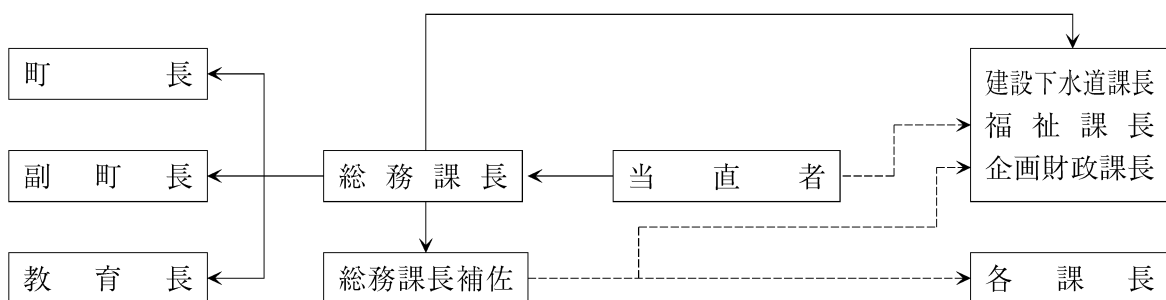 町長
副町長
教育長
総務課長
総務課長補佐
当直者
建設下水道課長
福祉課長
企画財政課長
各課長